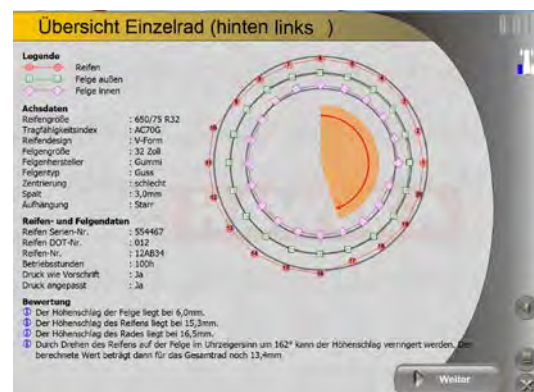 Übersicht Einzelrad (hinten links )
Legende
Reifen
Felge außen
Felge Innen
Achsdaten
Reifengröße : 650/75 R32
Tragfähigkeitsindex : AC70G
Reifendesign : V-Form
Felgengröße : 32 Zoll
Felgenhersteller : Gummi
Felgentyp : Guss
Zentrierung : schlecht
Spalt : 3,0mm
Aufhängung : Starr
Reifen- und Felgendaten
Reifen Serien-Nr. : 554467
Reifen DOT-Nr. : 012
Reifen-Nr. : 12AB34
Betriebsstunden : 100h
Druck wie Vorschrift : Ja
Druck angepasst : Ja
Bewertung
Der Höhenschlag der Felge liegt bei 6,0mm.
Der Höhenschlag des Reifens liegt bei 15,3mm.
Der Höhenschlag des Rades liegt bei 16,5mm.
Durch Drehen des Reifens auf der Felge im Uhrzeigersinn um 162° kann der Höhenschlag verringert werden. Der
berechnete Wert beträgt dann für das Gesamtrad noch 13,4mm
Weiter